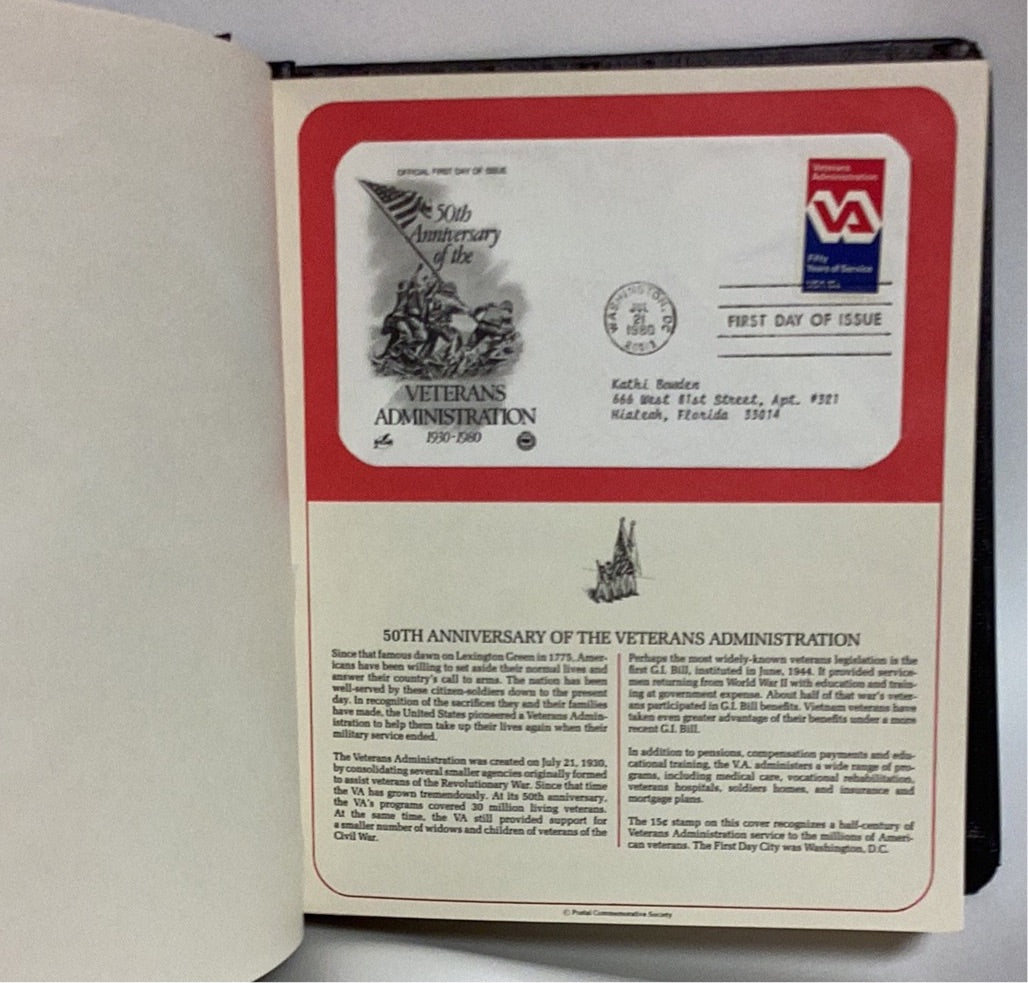 OFFICIAL FIRST DAY OF ISSUE
50th
Anniversary
of the
VETERANS
ADMINISTRATION
1930-1980
Veterans
Administration
VA
Fifty
Years of Service
WASHINGTON, DC
JUL
21
1980
FIRST DAY OF ISSUE
Kathi Bowden
666 West 81st Street, Apt. #321
Hialeah, Florida 33014
50TH ANNIVERSARY OF THE VETERANS ADMINISTRATION
Since that famous dawn on Lexington Green in 1775, Amer-
icans have been willing to set aside their normal lives and
answer their country's call to arms. The nation has been
well-served by these citizen-soldiers down to the present
day. In recognition of the sacrifices they and their families
have made, the United States pioneered a Veterans Admin-
istration to help them take up their lives again when their
military service ended.
The Veterans Administration was created on July 21, 1930,
by consolidating several smaller agencies originally formed
to assist veterans of the Revolutionary War. Since that time
the VA has grown tremendously. At its 50th anniversary,
the VA's programs covered 30 million living veterans.
At the same time, the VA still provided support for
a smaller number of widows and children of veterans of the
Civil War.
Perhaps the most widely-known veterans legislation is the
first G.I. Bill, instituted in June, 1944. It provided service-
men returning from World War II with education and train-
ing at government expense. About half of that war's veter-
ans participated in G.I. Bill benefits. Vietnam veterans have
taken even greater advantage of their benefits under a more
recent G.I. Bill.
In addition to pensions, compensation payments and edu-
cational training, the V.A. administers a wide range of pro-
grams, including medical care, vocational rehabilitation,
veterans hospitals, soldiers homes, and insurance and
mortgage plans.
The 15¢ stamp on this cover recognizes a half-century of
Veterans Administration service to the millions of Ameri-
can veterans. The First Day City was Washington, D.C.
© Postal Commemorative Society